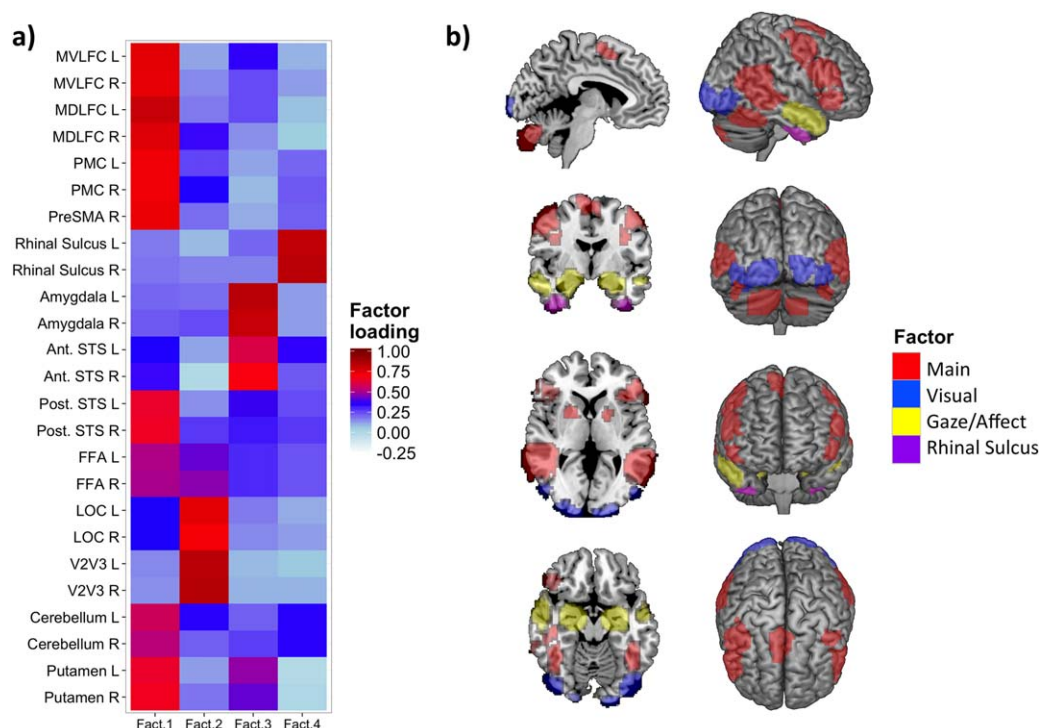 a)
MVLFC L
MVLFC R
MDLFC L
MDLFC R
PMC L
PMC R
PreSMA R
Rhinal Sulcus L
Rhinal Sulcus R
Amygdala L
Amygdala R
Ant. STS L
Ant. STS R
Post. STS L
Post. STS R
FFA L
FFA R
LOC L
LOC R
V2V3 L
V2V3 R
Cerebellum L
Cerebellum R
Putamen L
Putamen R
Fact.1 Fact.2 Fact.3 Fact.4
Factor
loading
1.00
0.75
0.50
0.25
0.00
-0.25
b)
Factor
Main
Visual
Gaze/Affect
Rhinal Sulcus